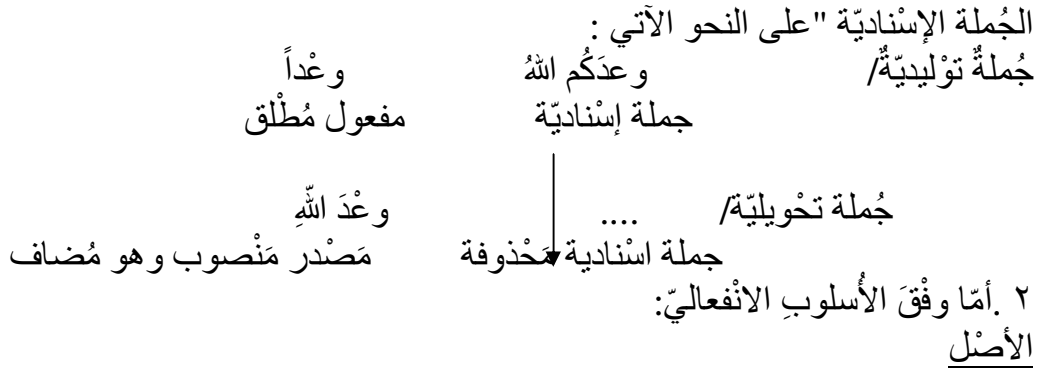 الجُملة الإسْناديّة "على النحو الآتي :
جُملةٌ توْليديّةٌ/ وعدَكُم اللهُ وعْداً
جملة إسْناديّة مفعول مُطْلق
جُملة تحْويليّة/ .... وعْدَ اللّهِ
جملة اسْنادية مَحْذوفة مَصْدر مَنْصوب وهو مُضاف
٢ .أمّا وفْقَ الأُسلوبِ الانْفعاليّ:
الأصْل